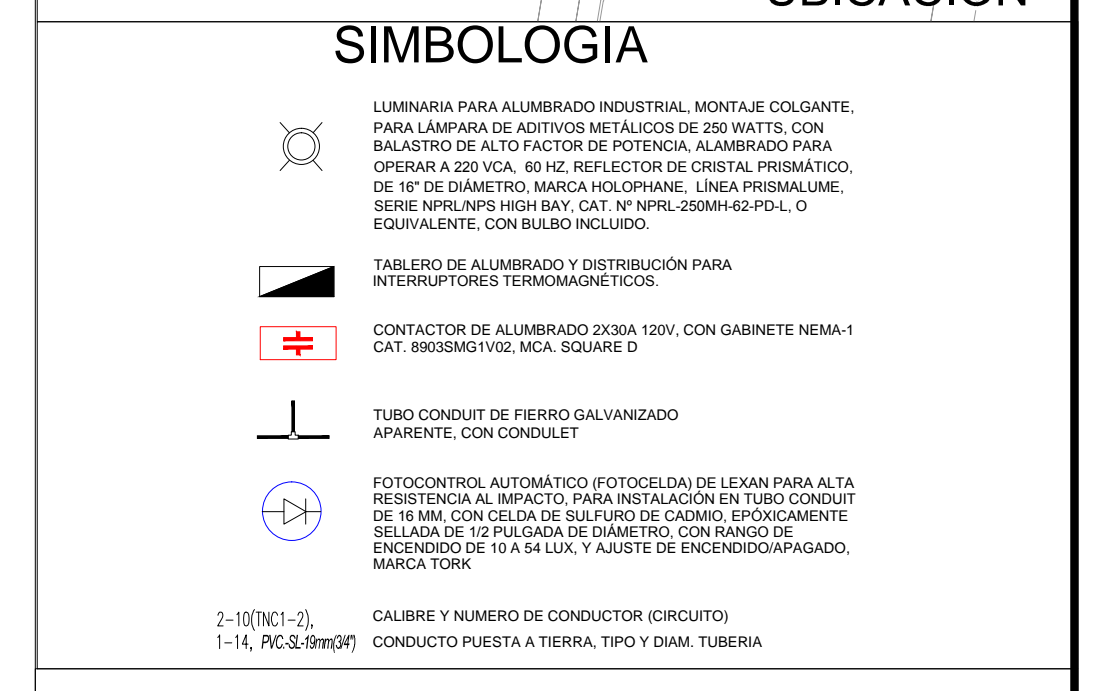 UBICACIÓN
SIMBOLOGIA
LUMINARIA PARA ALUMBRADO INDUSTRIAL, MONTAJE COLGANTE,
PARA LÁMPARA DE ADITIVOS METÁLICOS DE 250 WATTS, CON
BALASTRO DE ALTO FACTOR DE POTENCIA, ALAMBRADO PARA
OPERAR A 220 VCA, 60 HZ, REFLECTOR DE CRISTAL PRISMÁTICO,
DE 16" DE DIÁMETRO, MARCA HOLOPHANE, LÍNEA PRISMALUME,
SERIE NPRL/NPS HIGH BAY, CAT. Nº NPRL-250MH-62-PD-L, O
EQUIVALENTE, CON BULBO INCLUIDO.
TABLERO DE ALUMBRADO Y DISTRIBUCIÓN PARA
INTERRUPTORES TERMOMAGNÉTICOS.
CONTACTOR DE ALUMBRADO 2X30A 120V, CON GABINETE NEMA-1
CAT. 8903SMG1V02, MCA. SQUARE D
TUBO CONDUIT DE FIERRO GALVANIZADO
APARENTE, CON CONDULET
FOTOCONTROL AUTOMÁTICO (FOTOCELDA) DE LEXAN PARA ALTA
RESISTENCIA AL IMPACTO, PARA INSTALACIÓN EN TUBO CONDUIT
DE 16 MM, CON CELDA DE SULFURO DE CADMIO, EPÓXICAMENTE
SELLADA DE 1/2 PULGADA DE DIÁMETRO, CON RANGO DE
ENCENDIDO DE 10 A 54 LUX, Y AJUSTE DE ENCENDIDO/APAGADO,
MARCA TORK
2-10(TNC1-2), CALIBRE Y NUMERO DE CONDUCTOR (CIRCUITO)
1-14, PVC.-SL-19mm(3/4") CONDUCTO PUESTA A TIERRA, TIPO Y DIAM. TUBERIA